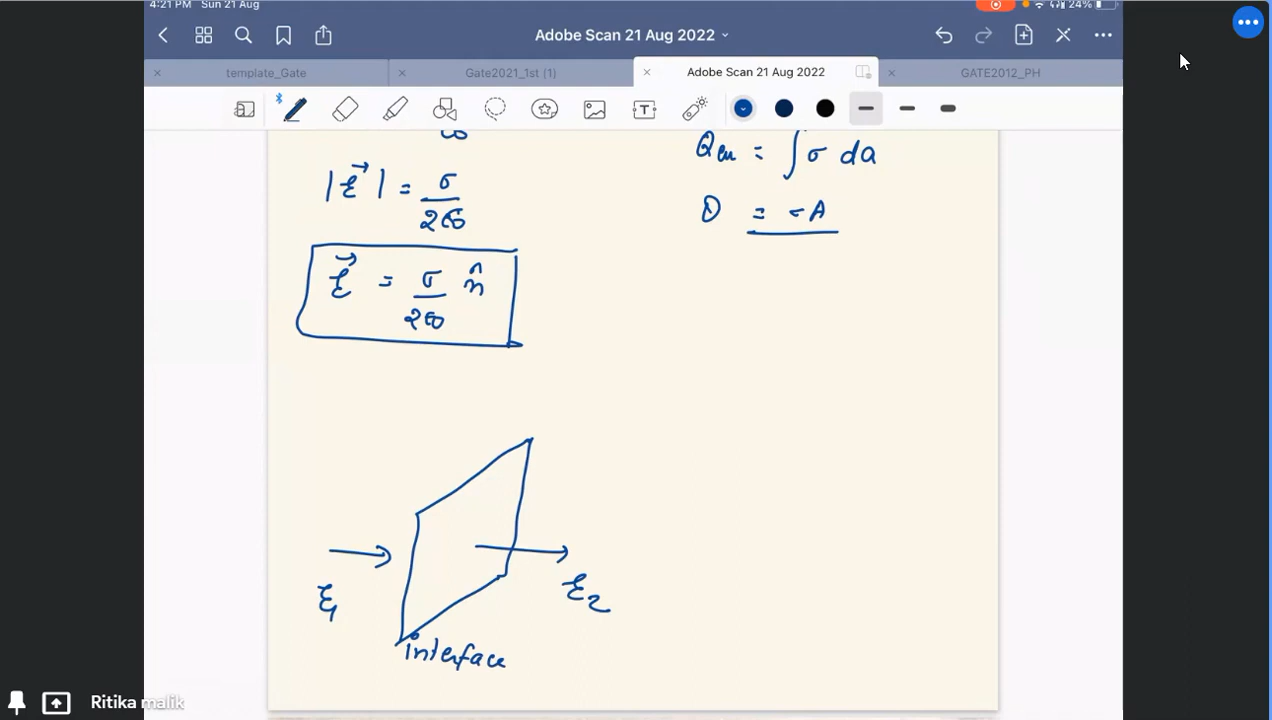 4:21 PM Sun 21 Aug
24%
Adobe Scan 21 Aug 2022
template_Gate
Gate2021_1st (1)
Adobe Scan 21 Aug 2022
GATE2012_PH
T
Qen = ∫ σ da
|E⃗| = σ/2ε0
= σA
E⃗ = σ/2ε0 n̂
E1
E2
interface
Ritika malik